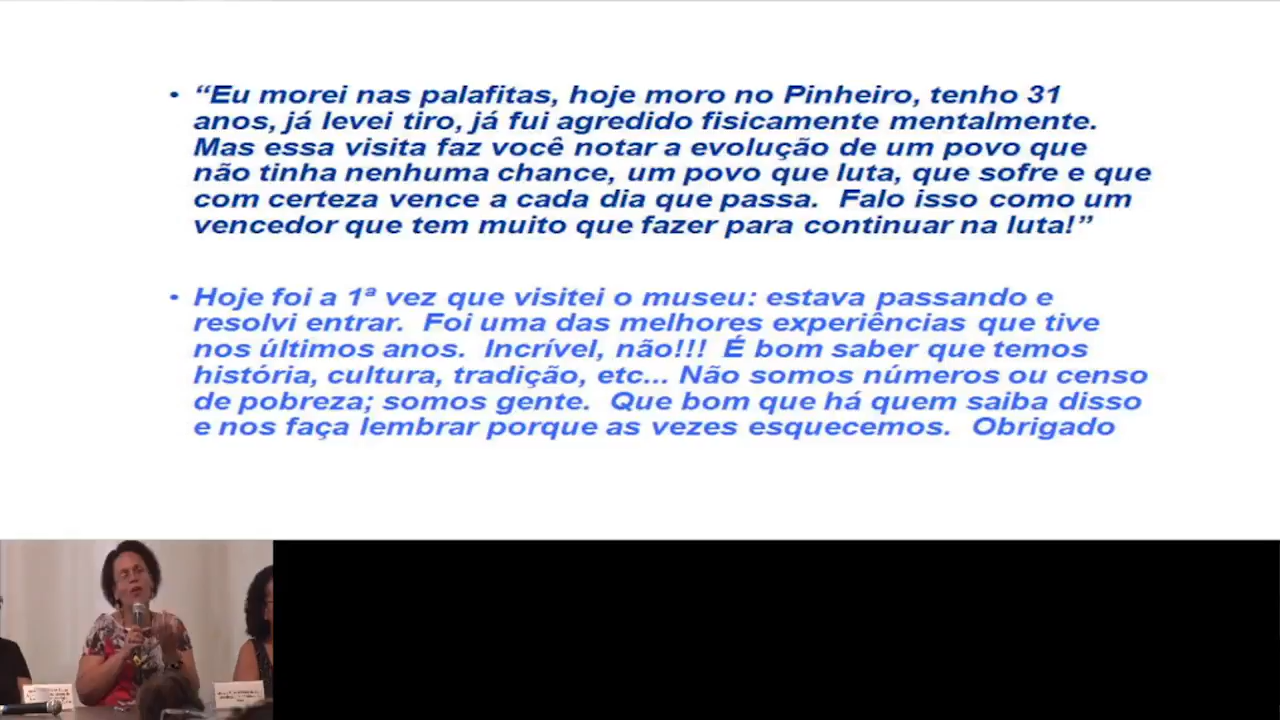 • “Eu morei nas palafitas, hoje moro no Pinheiro, tenho 31
anos, já levei tiro, já fui agredido fisicamente mentalmente.
Mas essa visita faz você notar a evolução de um povo que
não tinha nenhuma chance, um povo que luta, que sofre e que
com certeza vence a cada dia que passa.  Falo isso como um
vencedor que tem muito que fazer para continuar na luta!”
• Hoje foi a 1ª vez que visitei o museu: estava passando e
resolvi entrar.  Foi uma das melhores experiências que tive
nos últimos anos.  Incrível, não!!!  É bom saber que temos
história, cultura, tradição, etc... Não somos números ou censo
de pobreza; somos gente.  Que bom que há quem saiba disso
e nos faça lembrar porque as vezes esquecemos.  Obrigado